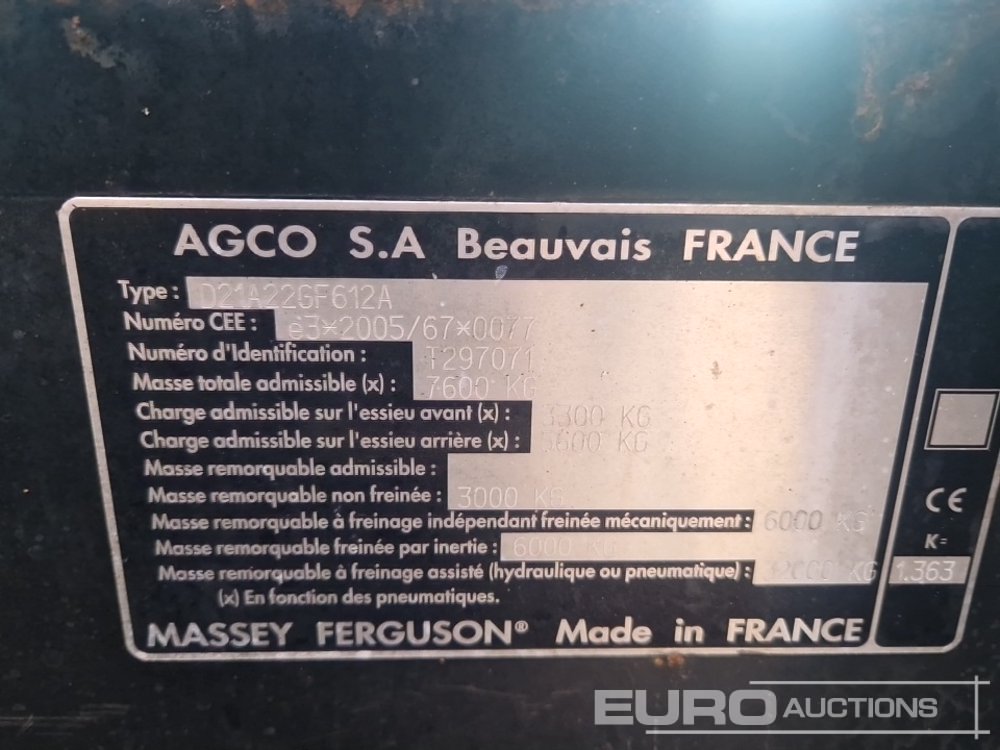 AGCO S.A Beauvais FRANCE
Type : D21A22GF612A
Numéro CEE : e3*2005/67*0077
Numéro d'Identification : T297071
Masse totale admissible (x) : 7600 KG
Charge admissible sur l'essieu avant (x) : 3300 KG
Charge admissible sur l'essieu arrière (x) : 5600 KG
Masse remorquable admissible :
Masse remorquable non freinée : 3000 KG
CE
Masse remorquable à freinage indépendant freinée mécaniquement : 6000 KG
K=
Masse remorquable freinée par inertie : 6000 KG
Masse remorquable à freinage assisté (hydraulique ou pneumatique) : 12000 KG
1.363
(x) En fonction des pneumatiques.
MASSEY FERGUSON® Made in FRANCE
EURO AUCTIONS